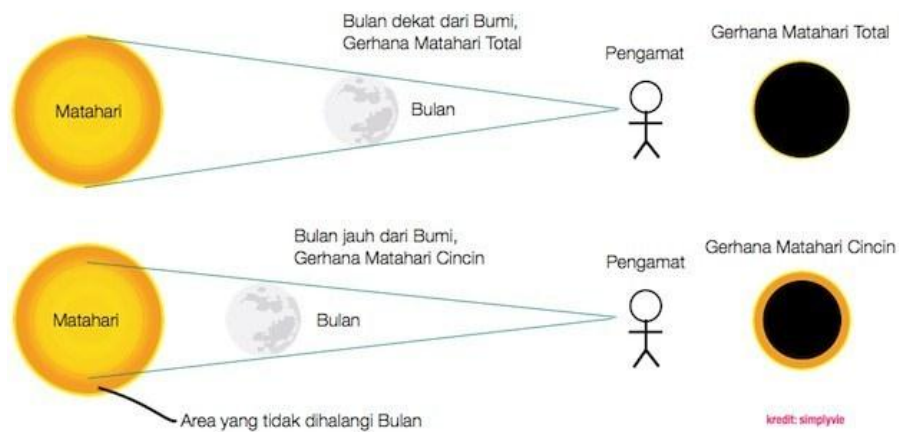 Bulan dekat dari Bumi,
Gerhana Matahari Total
Pengamat
Gerhana Matahari Total
Matahari
Bulan
Bulan jauh dari Bumi,
Gerhana Matahari Cincin
Pengamat
Gerhana Matahari Cincin
Matahari
Bulan
Area yang tidak dihalangi Bulan
kredit: simplyvie